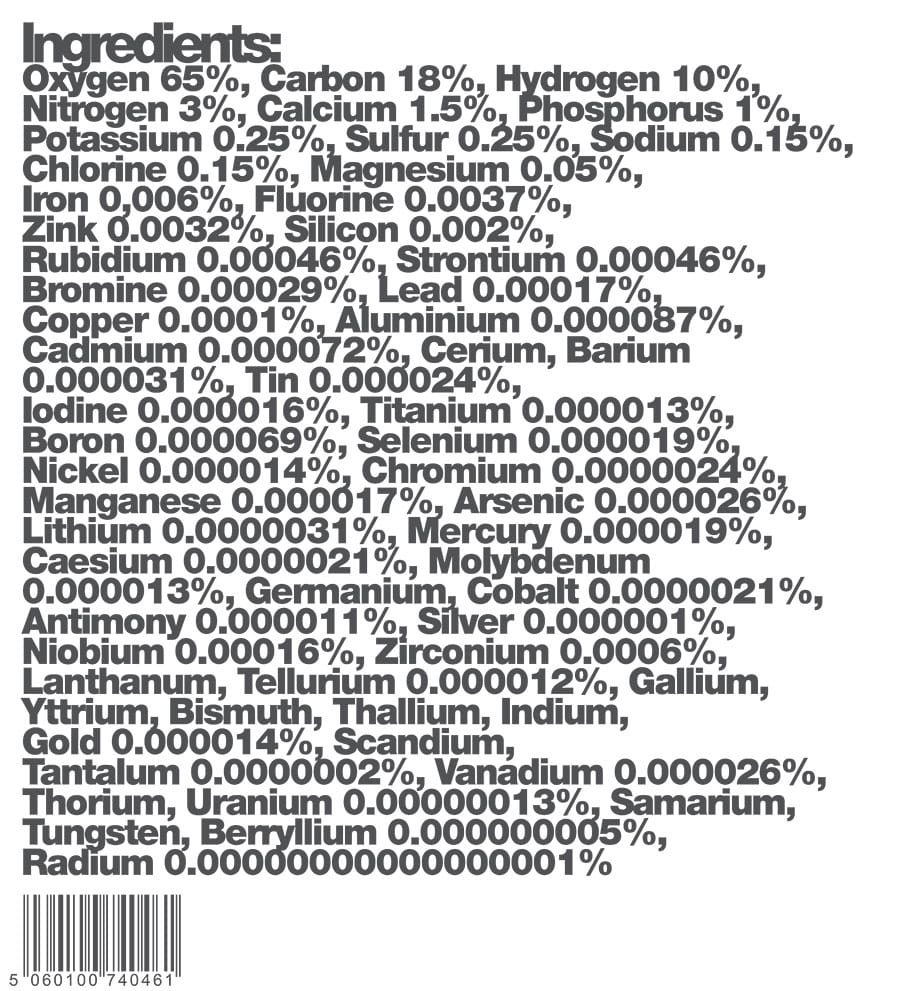 Ingredients:
Oxygen 65%, Carbon 18%, Hydrogen 10%,
Nitrogen 3%, Calcium 1.5%, Phosphorus 1%,
Potassium 0.25%, Sulfur 0.25%, Sodium 0.15%,
Chlorine 0.15%, Magnesium 0.05%,
Iron 0,006%, Fluorine 0.0037%,
Zink 0.0032%, Silicon 0.002%,
Rubidium 0.00046%, Strontium 0.00046%,
Bromine 0.00029%, Lead 0.00017%,
Copper 0.0001%, Aluminium 0.000087%,
Cadmium 0.000072%, Cerium, Barium
0.000031%, Tin 0.000024%,
Iodine 0.000016%, Titanium 0.000013%,
Boron 0.000069%, Selenium 0.000019%,
Nickel 0.000014%, Chromium 0.0000024%,
Manganese 0.000017%, Arsenic 0.000026%,
Lithium 0.0000031%, Mercury 0.000019%,
Caesium 0.0000021%, Molybdenum
0.000013%, Germanium, Cobalt 0.0000021%,
Antimony 0.000011%, Silver 0.000001%,
Niobium 0.00016%, Zirconium 0.0006%,
Lanthanum, Tellurium 0.000012%, Gallium,
Yttrium, Bismuth, Thallium, Indium,
Gold 0.000014%, Scandium,
Tantalum 0.0000002%, Vanadium 0.000026%,
Thorium, Uranium 0.00000013%, Samarium,
Tungsten, Berryllium 0.000000005%,
Radium 0.00000000000000001%
5 060100 740461